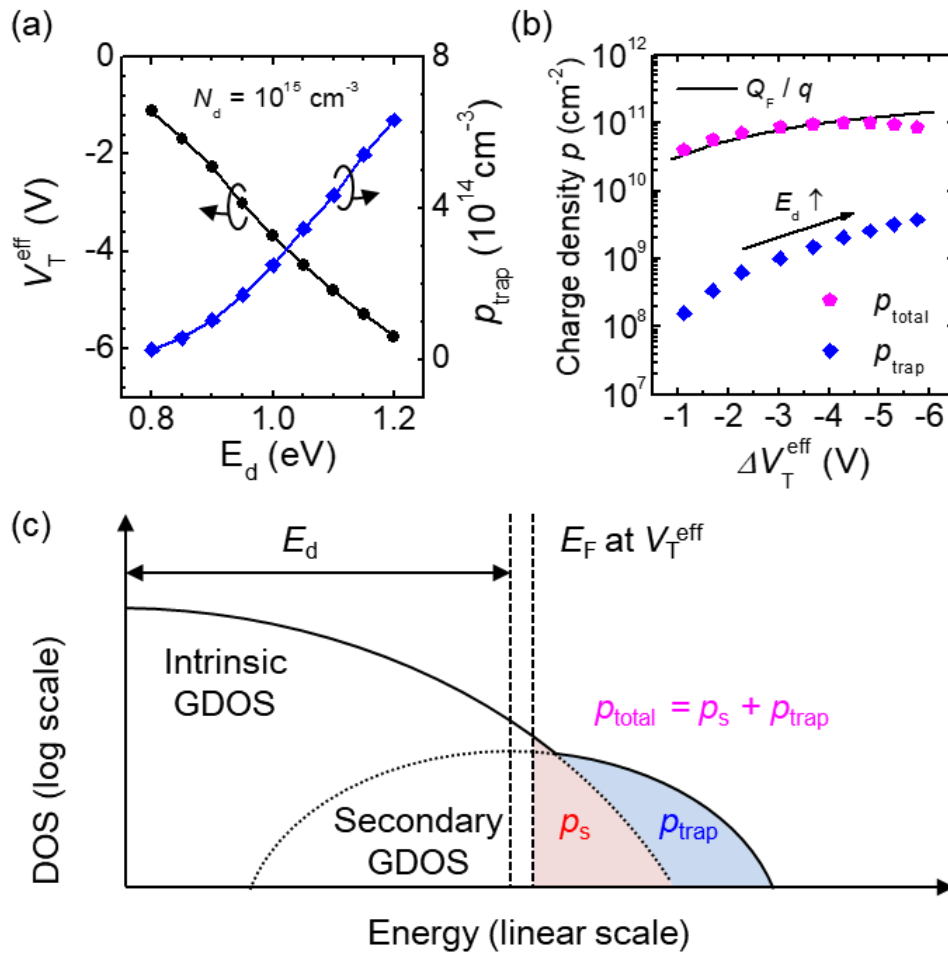 (a)
0
-2
-4
-6
V_T^eff (V)
N_d = 10^15 cm^-3
8
4
0
p_trap (10^14 cm^-3)
0.8
1.0
1.2
E_d (eV)
(b)
10^12
10^11
10^10
10^9
10^8
10^7
Charge density p (cm^-2)
Q_F / q
E_d ↑
p_total
p_trap
-1 -2 -3 -4 -5 -6
ΔV_T^eff (V)
(c)
E_d
E_F at V_T^eff
Intrinsic
GDOS
p_total = p_s + p_trap
Secondary
GDOS
p_s
p_trap
DOS (log scale)
Energy (linear scale)